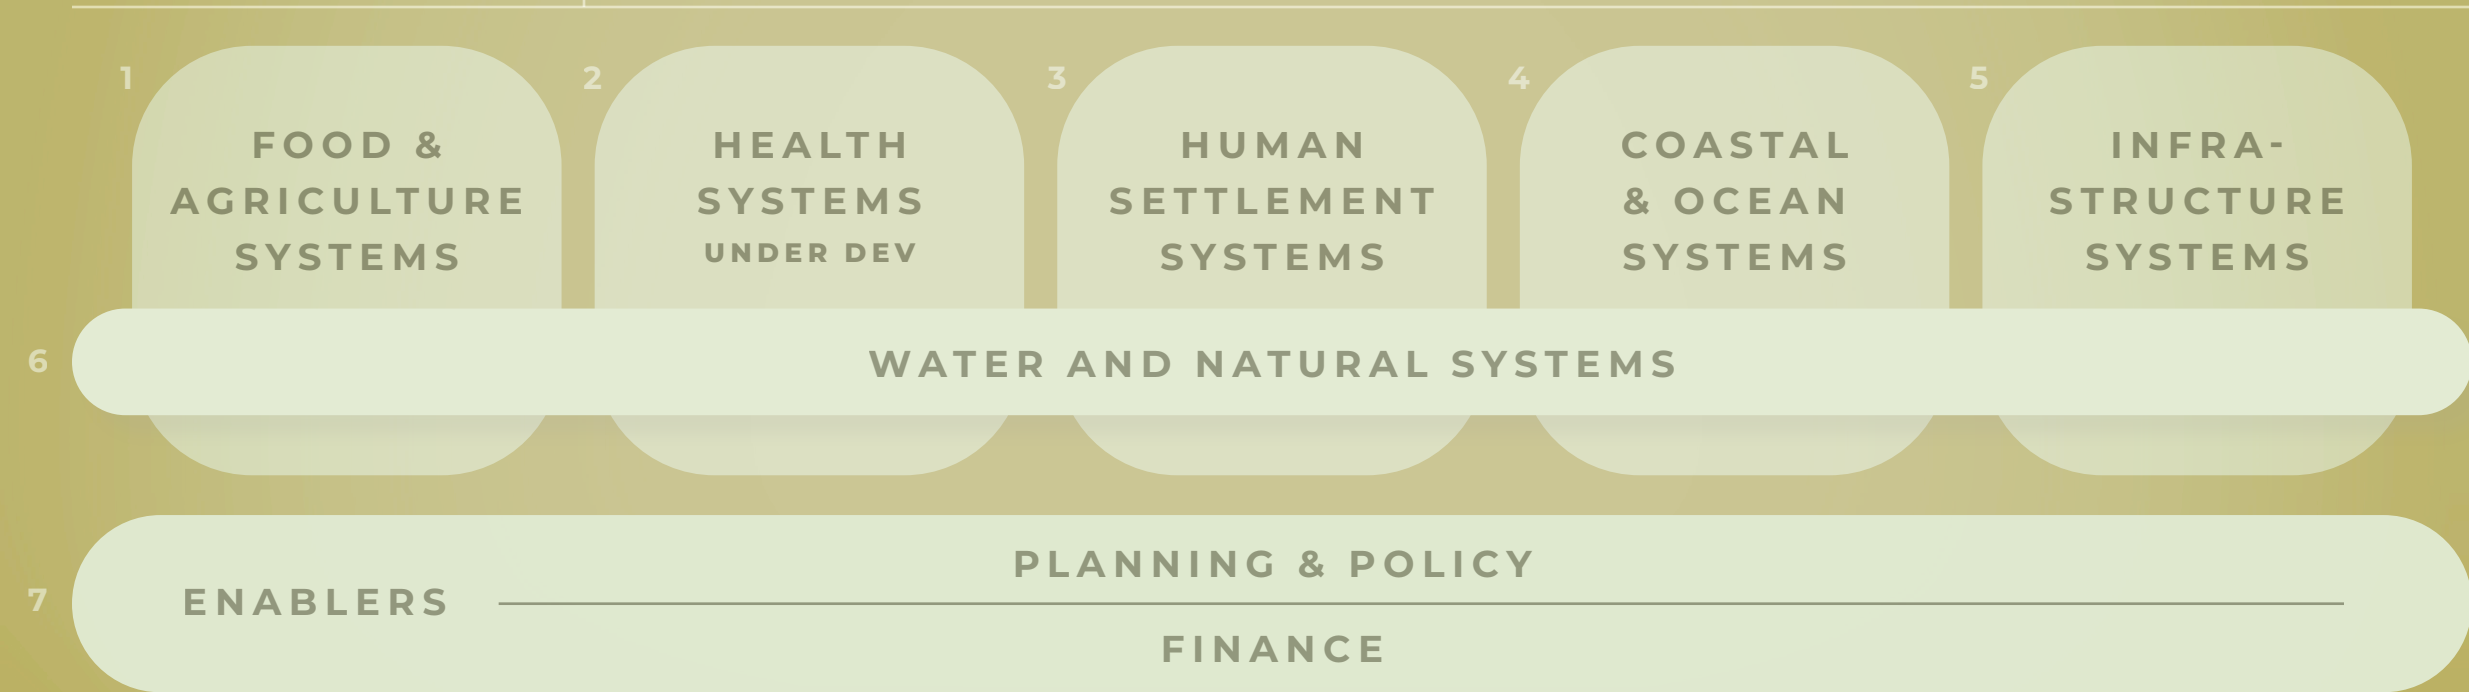 1
FOOD &
AGRICULTURE
SYSTEMS
2
HEALTH
SYSTEMS
UNDER DEV
3
HUMAN
SETTLEMENT
SYSTEMS
4
COASTAL
& OCEAN
SYSTEMS
5
INFRA-
STRUCTURE
SYSTEMS
6
WATER AND NATURAL SYSTEMS
7
ENABLERS
PLANNING & POLICY
FINANCE